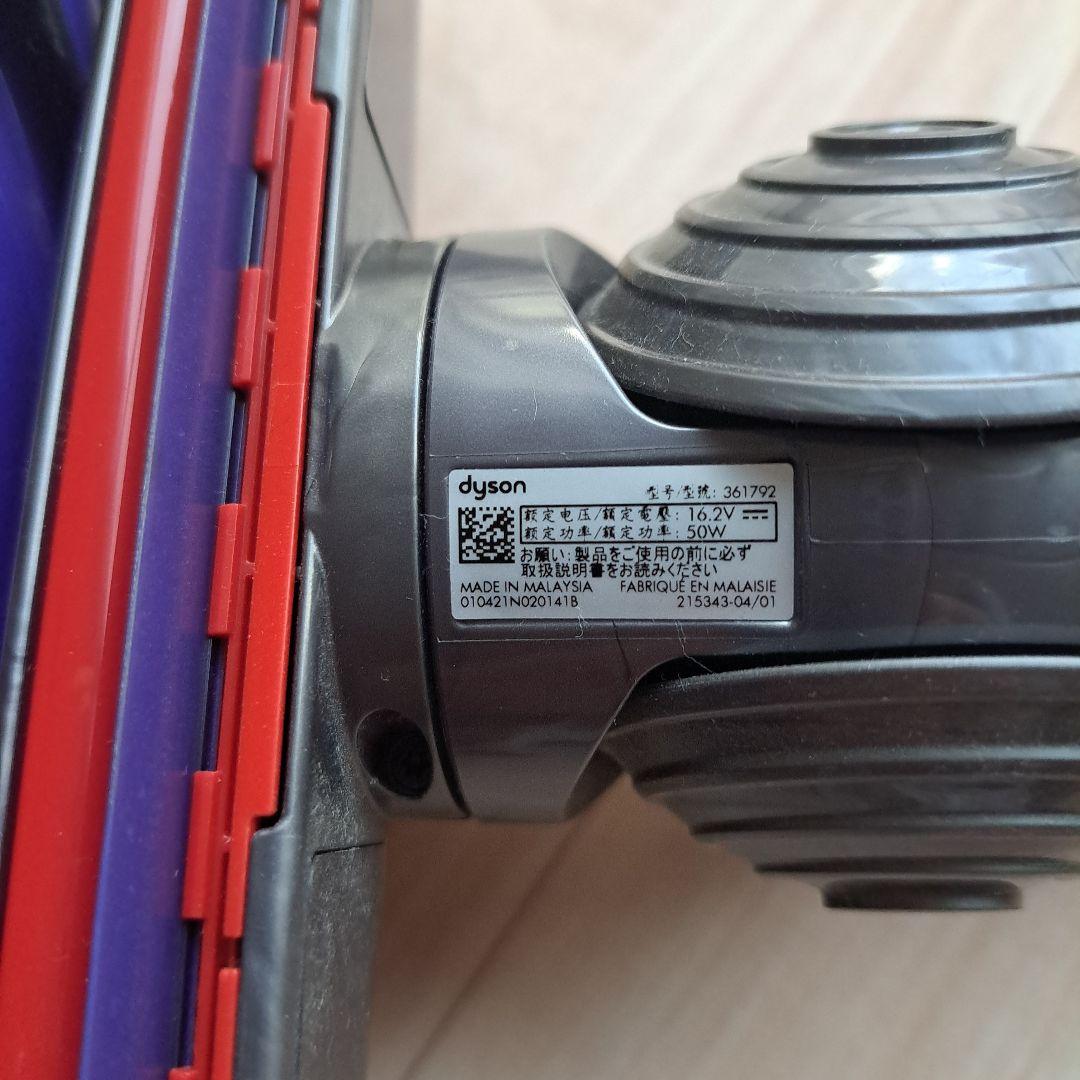 dyson
型号/型號: 361792
额定电压/額定電壓: 16.2V
额定功率/額定功率: 50W
お願い:製品をご使用の前に必ず
取扱説明書をお読みください
MADE IN MALAYSIA FABRIQUÉ EN MALAISIE
010421N020141B 215343-04/01